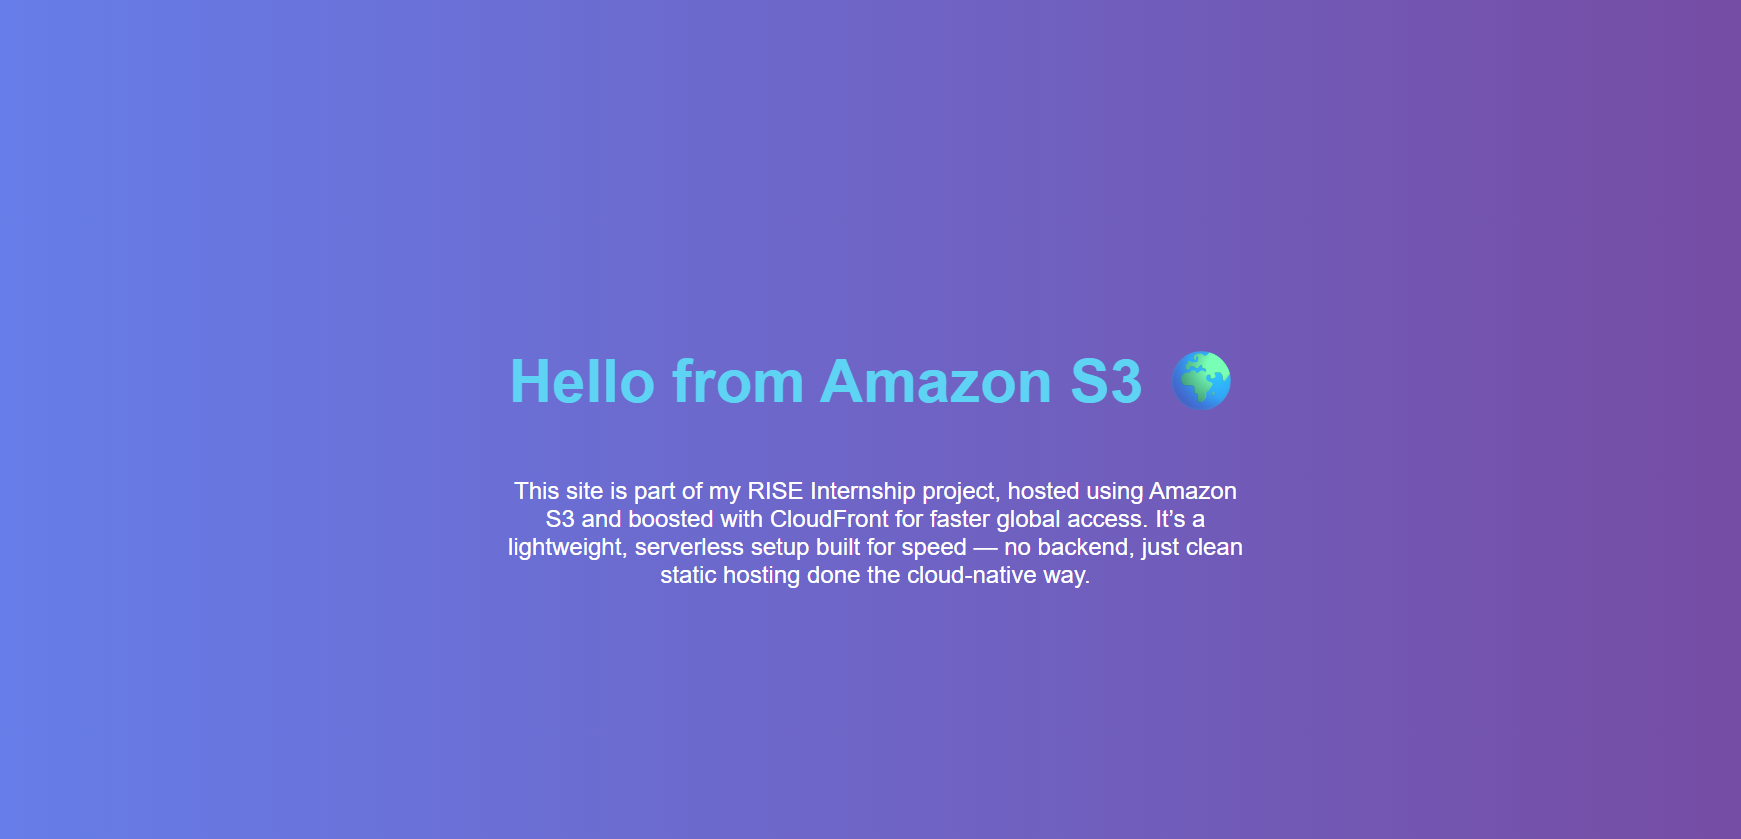 Hello from Amazon S3 🌍
This site is part of my RISE Internship project, hosted using Amazon
S3 and boosted with CloudFront for faster global access. It’s a
lightweight, serverless setup built for speed — no backend, just clean
static hosting done the cloud-native way.